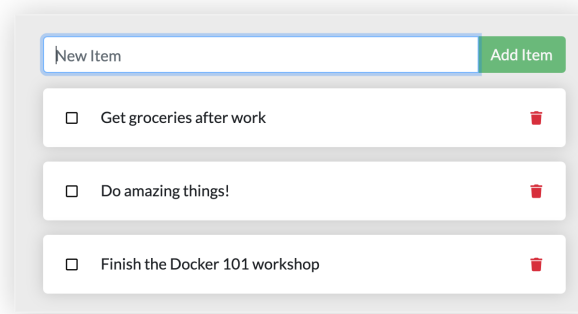 New Item
Add Item
Get groceries after work
Do amazing things!
Finish the Docker 101 workshop